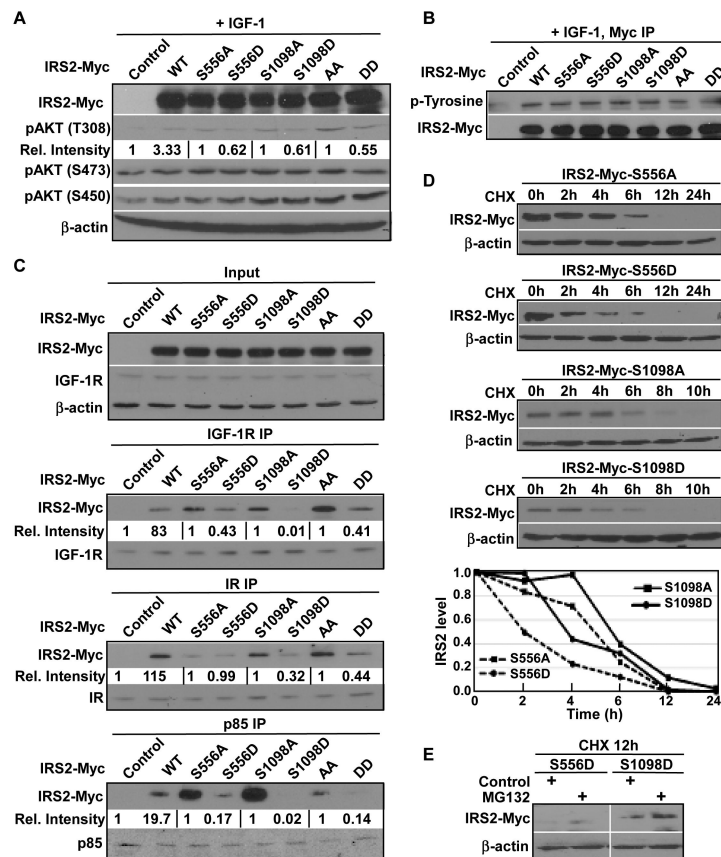 A
+ IGF-1
IRS2-Myc Control WT S556A S556D S1098A S1098D AA DD
IRS2-Myc
pAKT (T308)
Rel. Intensity 1 3.33 1 0.62 1 0.61 1 0.55
pAKT (S473)
pAKT (S450)
β-actin
B
+ IGF-1, Myc IP
IRS2-Myc Control WT S556A S556D S1098A S1098D AA DD
p-Tyrosine
IRS2-Myc
C
Input
IRS2-Myc Control WT S556A S556D S1098A S1098D AA DD
IRS2-Myc
IGF-1R
β-actin
IGF-1R IP
IRS2-Myc Control WT S556A S556D S1098A S1098D AA DD
IRS2-Myc
Rel. Intensity 1 83 1 0.43 1 0.01 1 0.41
IGF-1R
IR IP
IRS2-Myc Control WT S556A S556D S1098A S1098D AA DD
IRS2-Myc
Rel. Intensity 1 115 1 0.99 1 0.32 1 0.44
IR
p85 IP
IRS2-Myc Control WT S556A S556D S1098A S1098D AA DD
IRS2-Myc
Rel. Intensity 1 19.7 1 0.17 1 0.02 1 0.14
p85
D
IRS2-Myc-S556A
CHX 0h 2h 4h 6h 12h 24h
IRS2-Myc
β-actin
IRS2-Myc-S556D
CHX 0h 2h 4h 6h 12h 24h
IRS2-Myc
β-actin
IRS2-Myc-S1098A
CHX 0h 2h 4h 6h 8h 10h
IRS2-Myc
β-actin
IRS2-Myc-S1098D
CHX 0h 2h 4h 6h 8h 10h
IRS2-Myc
β-actin
IRS2 level
1.0
0.8
0.6
0.4
0.2
0.0
S1098A
S1098D
S556A
S556D
0 2 4 6 12 24
Time (h)
E
CHX 12h
S556D S1098D
Control + +
MG132 + +
IRS2-Myc
β-actin